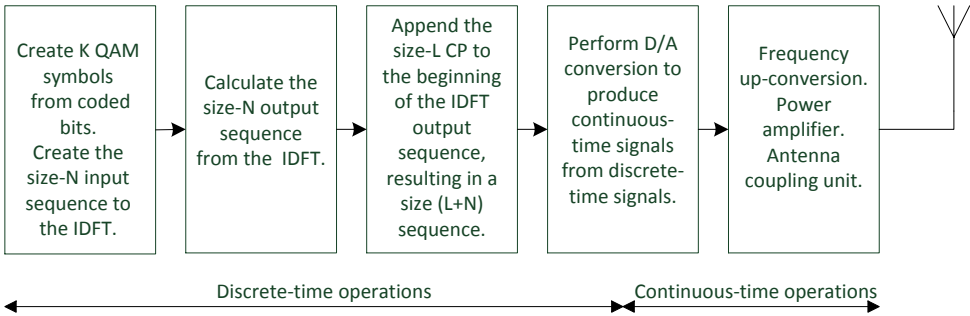 Create K QAM
symbols
from coded
bits.
Create the
size-N input
sequence to
the IDFT.
Calculate the
size-N output
sequence
from the IDFT.
Append the
size-L CP to
the beginning
of the IDFT
output
sequence,
resulting in a
size (L+N)
sequence.
Perform D/A
conversion to
produce
continuous-
time signals
from discrete-
time signals.
Frequency
up-conversion.
Power
amplifier.
Antenna
coupling unit.
Discrete-time operations
Continuous-time operations